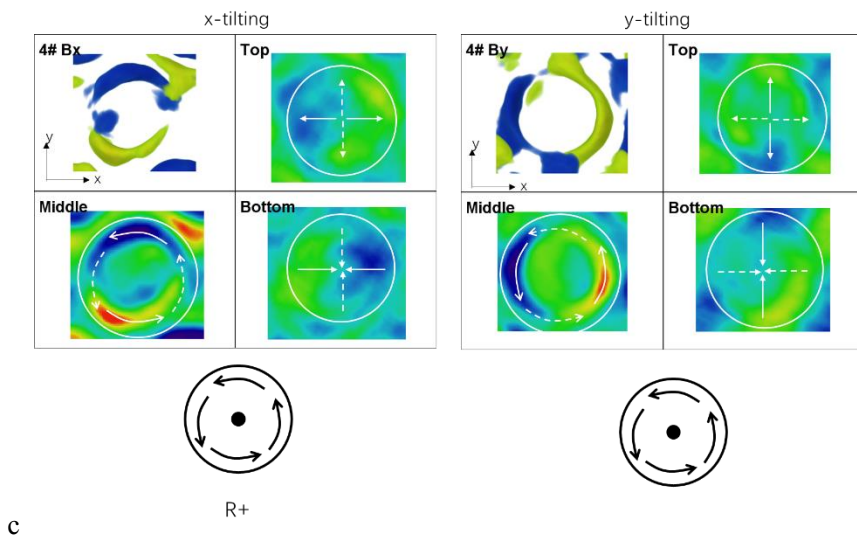 x-tilting
y-tilting
4# Bx
Top
4# By
Top
y
x
y
x
Middle
Bottom
Middle
Bottom
R+
c